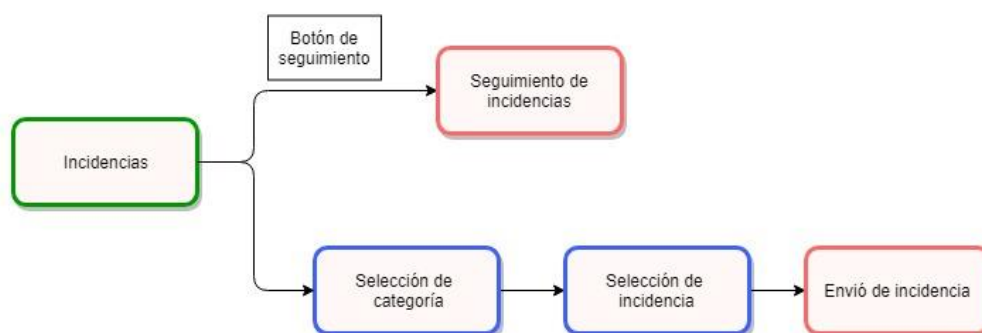 Botón de
seguimiento
Seguimiento de
incidencias
Incidencias
Selección de
categoría
Selección de
incidencia
Envió de incidencia